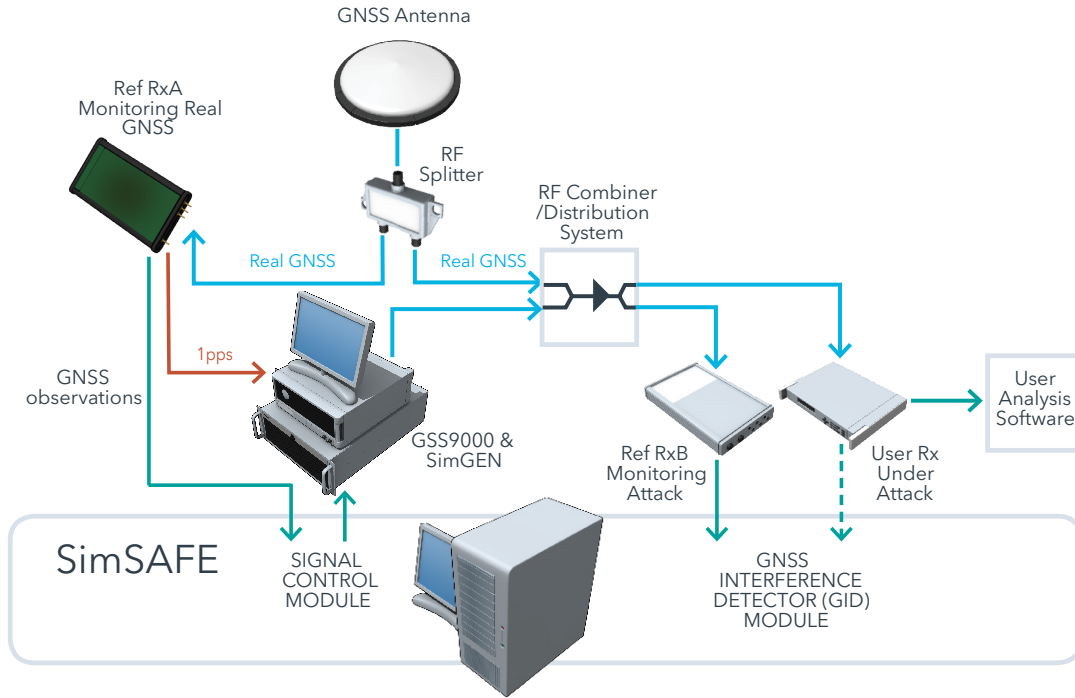 GNSS Antenna
Ref RxA
Monitoring Real
GNSS
RF
Splitter
RF Combiner
/Distribution
System
Real GNSS
Real GNSS
1pps
GNSS
observations
GSS9000 &
SimGEN
Ref RxB
Monitoring
Attack
User Rx
Under
Attack
User
Analysis
Software
SimSAFE
SIGNAL
CONTROL
MODULE
GNSS
INTERFERENCE
DETECTOR (GID)
MODULE